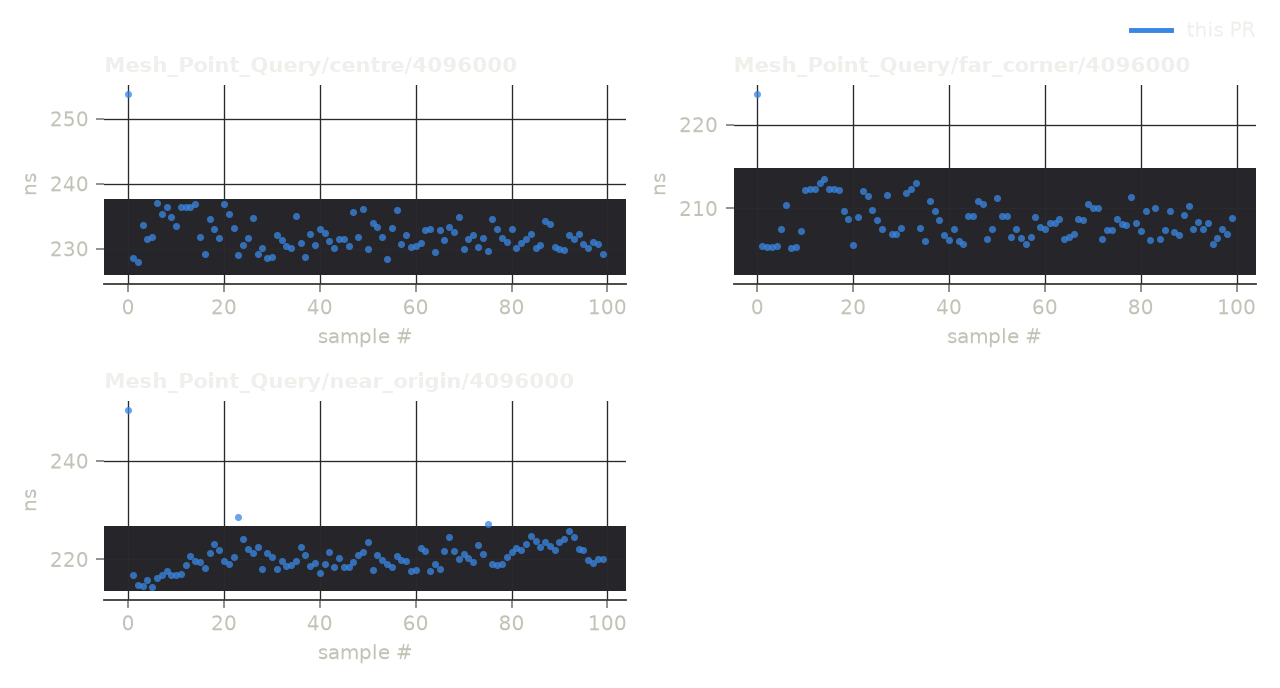 this PR
Mesh_Point_Query/centre/4096000
Mesh_Point_Query/far_corner/4096000
250
240
230
ns
0 20 40 60 80 100
sample #
220
210
ns
0 20 40 60 80 100
sample #
Mesh_Point_Query/near_origin/4096000
240
220
ns
0 20 40 60 80 100
sample #